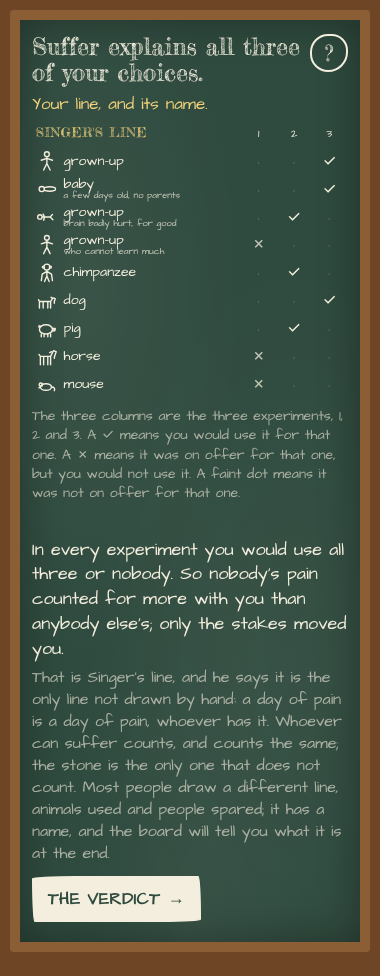 Suffer explains all three
of your choices.
?
Your line, and its name.
SINGER'S LINE 1 2 3
grown-up · · ✓
baby · · ✓
a few days old, no parents
grown-up · ✓ ·
brain badly hurt, for good
grown-up × · ·
who cannot learn much
chimpanzee · ✓ ·
dog · · ✓
pig · ✓ ·
horse × · ·
mouse × · ·
The three columns are the three experiments, 1,
2 and 3. A ✓ means you would use it for that
one. A × means it was on offer for that one,
but you would not use it. A faint dot means it
was not on offer for that one.
In every experiment you would use all
three or nobody. So nobody's pain
counted for more with you than
anybody else's; only the stakes moved
you.
That is Singer's line, and he says it is the
only line not drawn by hand: a day of pain
is a day of pain, whoever has it. Whoever
can suffer counts, and counts the same;
the stone is the only one that does not
count. Most people draw a different line,
animals used and people spared; it has a
name, and the board will tell you what it is
at the end.
THE VERDICT →